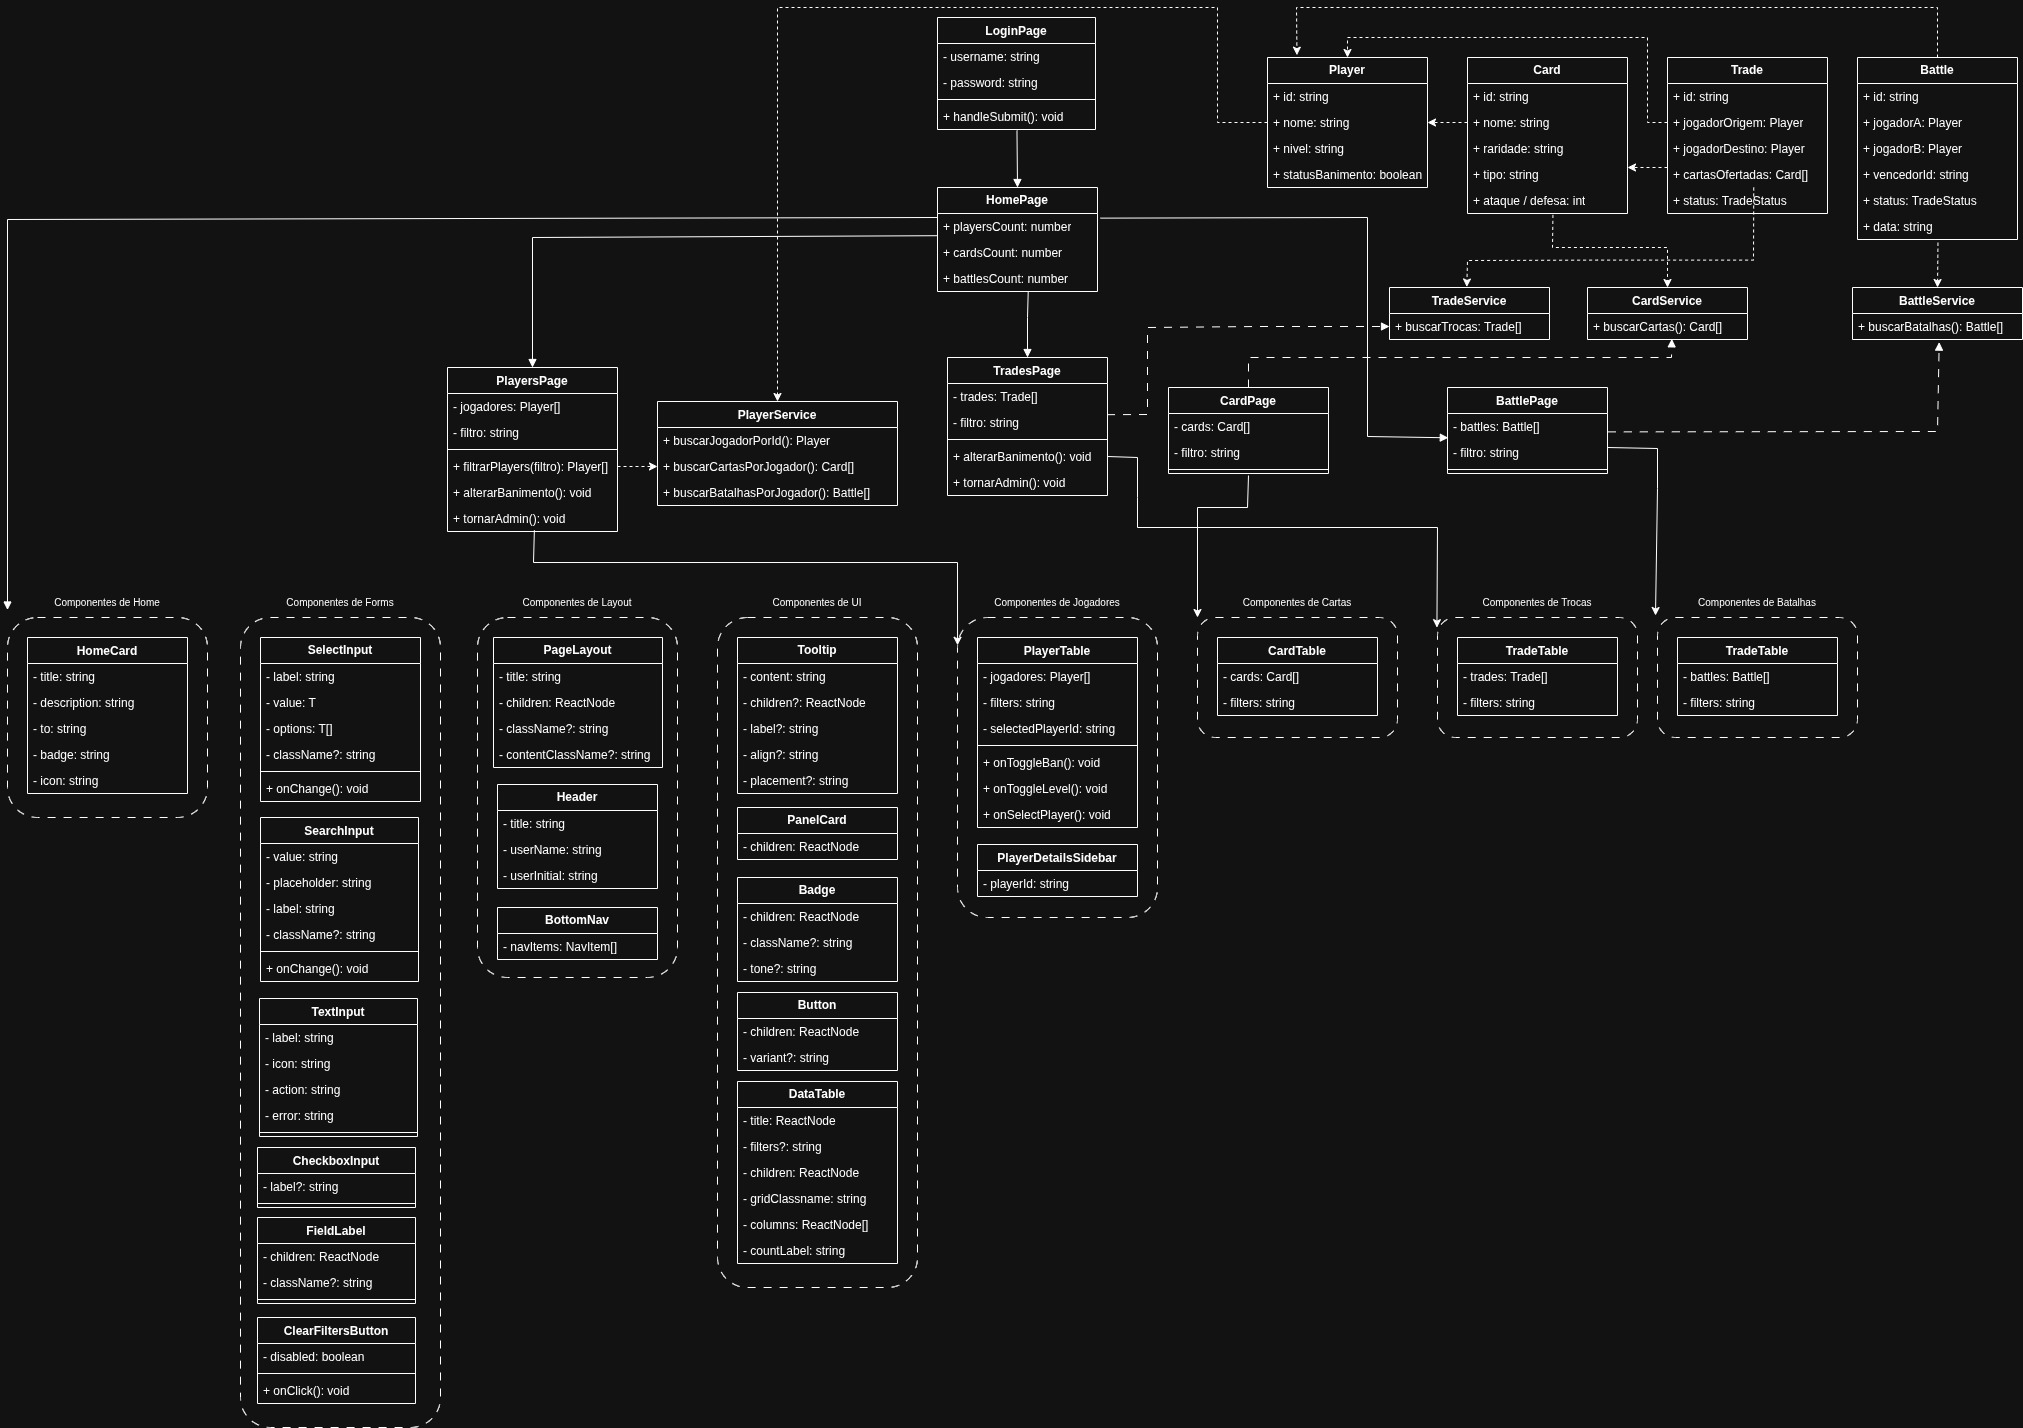 LoginPage
- username: string
- password: string
+ handleSubmit(): void
Player
+ id: string
+ nome: string
+ nivel: string
+ statusBanimento: boolean
Card
+ id: string
+ nome: string
+ raridade: string
+ tipo: string
+ ataque / defesa: int
Trade
+ id: string
+ jogadorOrigem: Player
+ jogadorDestino: Player
+ cartasOfertadas: Card[]
+ status: TradeStatus
Battle
+ id: string
+ jogadorA: Player
+ jogadorB: Player
+ vencedorId: string
+ status: TradeStatus
+ data: string
HomePage
+ playersCount: number
+ cardsCount: number
+ battlesCount: number
TradeService
+ buscarTrocas: Trade[]
CardService
+ buscarCartas(): Card[]
BattleService
+ buscarBatalhas(): Battle[]
PlayersPage
- jogadores: Player[]
- filtro: string
+ filtrarPlayers(filtro): Player[]
+ alterarBanimento(): void
+ tornarAdmin(): void
PlayerService
+ buscarJogadorPorId(): Player
+ buscarCartasPorJogador(): Card[]
+ buscarBatalhasPorJogador(): Battle[]
TradesPage
- trades: Trade[]
- filtro: string
+ alterarBanimento(): void
+ tornarAdmin(): void
CardPage
- cards: Card[]
- filtro: string
BattlePage
- battles: Battle[]
- filtro: string
Componentes de Home
HomeCard
- title: string
- description: string
- to: string
- badge: string
- icon: string
Componentes de Forms
SelectInput
- label: string
- value: T
- options: T[]
- className?: string
+ onChange(): void
SearchInput
- value: string
- placeholder: string
- label: string
- className?: string
+ onChange(): void
TextInput
- label: string
- icon: string
- action: string
- error: string
CheckboxInput
- label?: string
FieldLabel
- children: ReactNode
- className?: string
ClearFiltersButton
- disabled: boolean
+ onClick(): void
Componentes de Layout
PageLayout
- title: string
- children: ReactNode
- className?: string
- contentClassName?: string
Header
- title: string
- userName: string
- userInitial: string
BottomNav
- navItems: NavItem[]
Componentes de UI
Tooltip
- content: string
- children?: ReactNode
- label?: string
- align?: string
- placement?: string
PanelCard
- children: ReactNode
Badge
- children: ReactNode
- className?: string
- tone?: string
Button
- children: ReactNode
- variant?: string
DataTable
- title: ReactNode
- filters?: string
- children: ReactNode
- gridClassname: string
- columns: ReactNode[]
- countLabel: string
Componentes de Jogadores
PlayerTable
- jogadores: Player[]
- filters: string
- selectedPlayerId: string
+ onToggleBan(): void
+ onToggleLevel(): void
+ onSelectPlayer(): void
PlayerDetailsSidebar
- playerId: string
Componentes de Cartas
CardTable
- cards: Card[]
- filters: string
Componentes de Trocas
TradeTable
- trades: Trade[]
- filters: string
Componentes de Batalhas
TradeTable
- battles: Battle[]
- filters: string